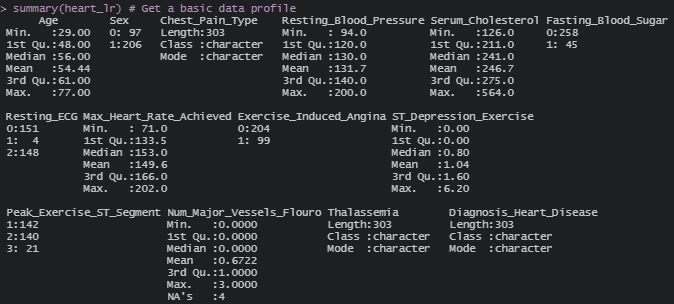 > summary(heart_lr) # Get a basic data profile
Age Sex Chest_Pain_Type Resting_Blood_Pressure Serum_Cholesterol Fasting_Blood_Sugar
Min. :29.00 0: 97 Length:303 Min. : 94.0 Min. :126.0 0:258
1st Qu.:48.00 1:206 Class :character 1st Qu.:120.0 1st Qu.:211.0 1: 45
Median :56.00 Mode :character Median :130.0 Median :241.0
Mean :54.44 Mean :131.7 Mean :246.7
3rd Qu.:61.00 3rd Qu.:140.0 3rd Qu.:275.0
Max. :77.00 Max. :200.0 Max. :564.0
Resting_ECG Max_Heart_Rate_Achieved Exercise_Induced_Angina ST_Depression_Exercise
0:151 Min. : 71.0 0:204 Min. :0.00
1: 4 1st Qu.:133.5 1: 99 1st Qu.:0.00
2:148 Median :153.0 Median :0.80
Mean :149.6 Mean :1.04
3rd Qu.:166.0 3rd Qu.:1.60
Max. :202.0 Max. :6.20
Peak_Exercise_ST_Segment Num_Major_Vessels_Flouro Thalassemia Diagnosis_Heart_Disease
1:142 Min. :0.0000 Length:303 Length:303
2:140 1st Qu.:0.0000 Class :character Class :character
3: 21 Median :0.0000 Mode :character Mode :character
Mean :0.6722
3rd Qu.:1.0000
Max. :3.0000
NA's :4